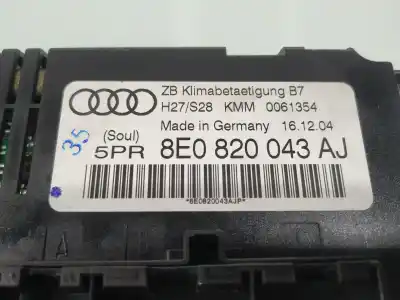 ZB Klimabetaetigung B7
H27/S28 KMM 0061354
Made in Germany 16.12.04
35
(Soul)
5PR 8E0 820 043 AJ
*8E0820043AJP*